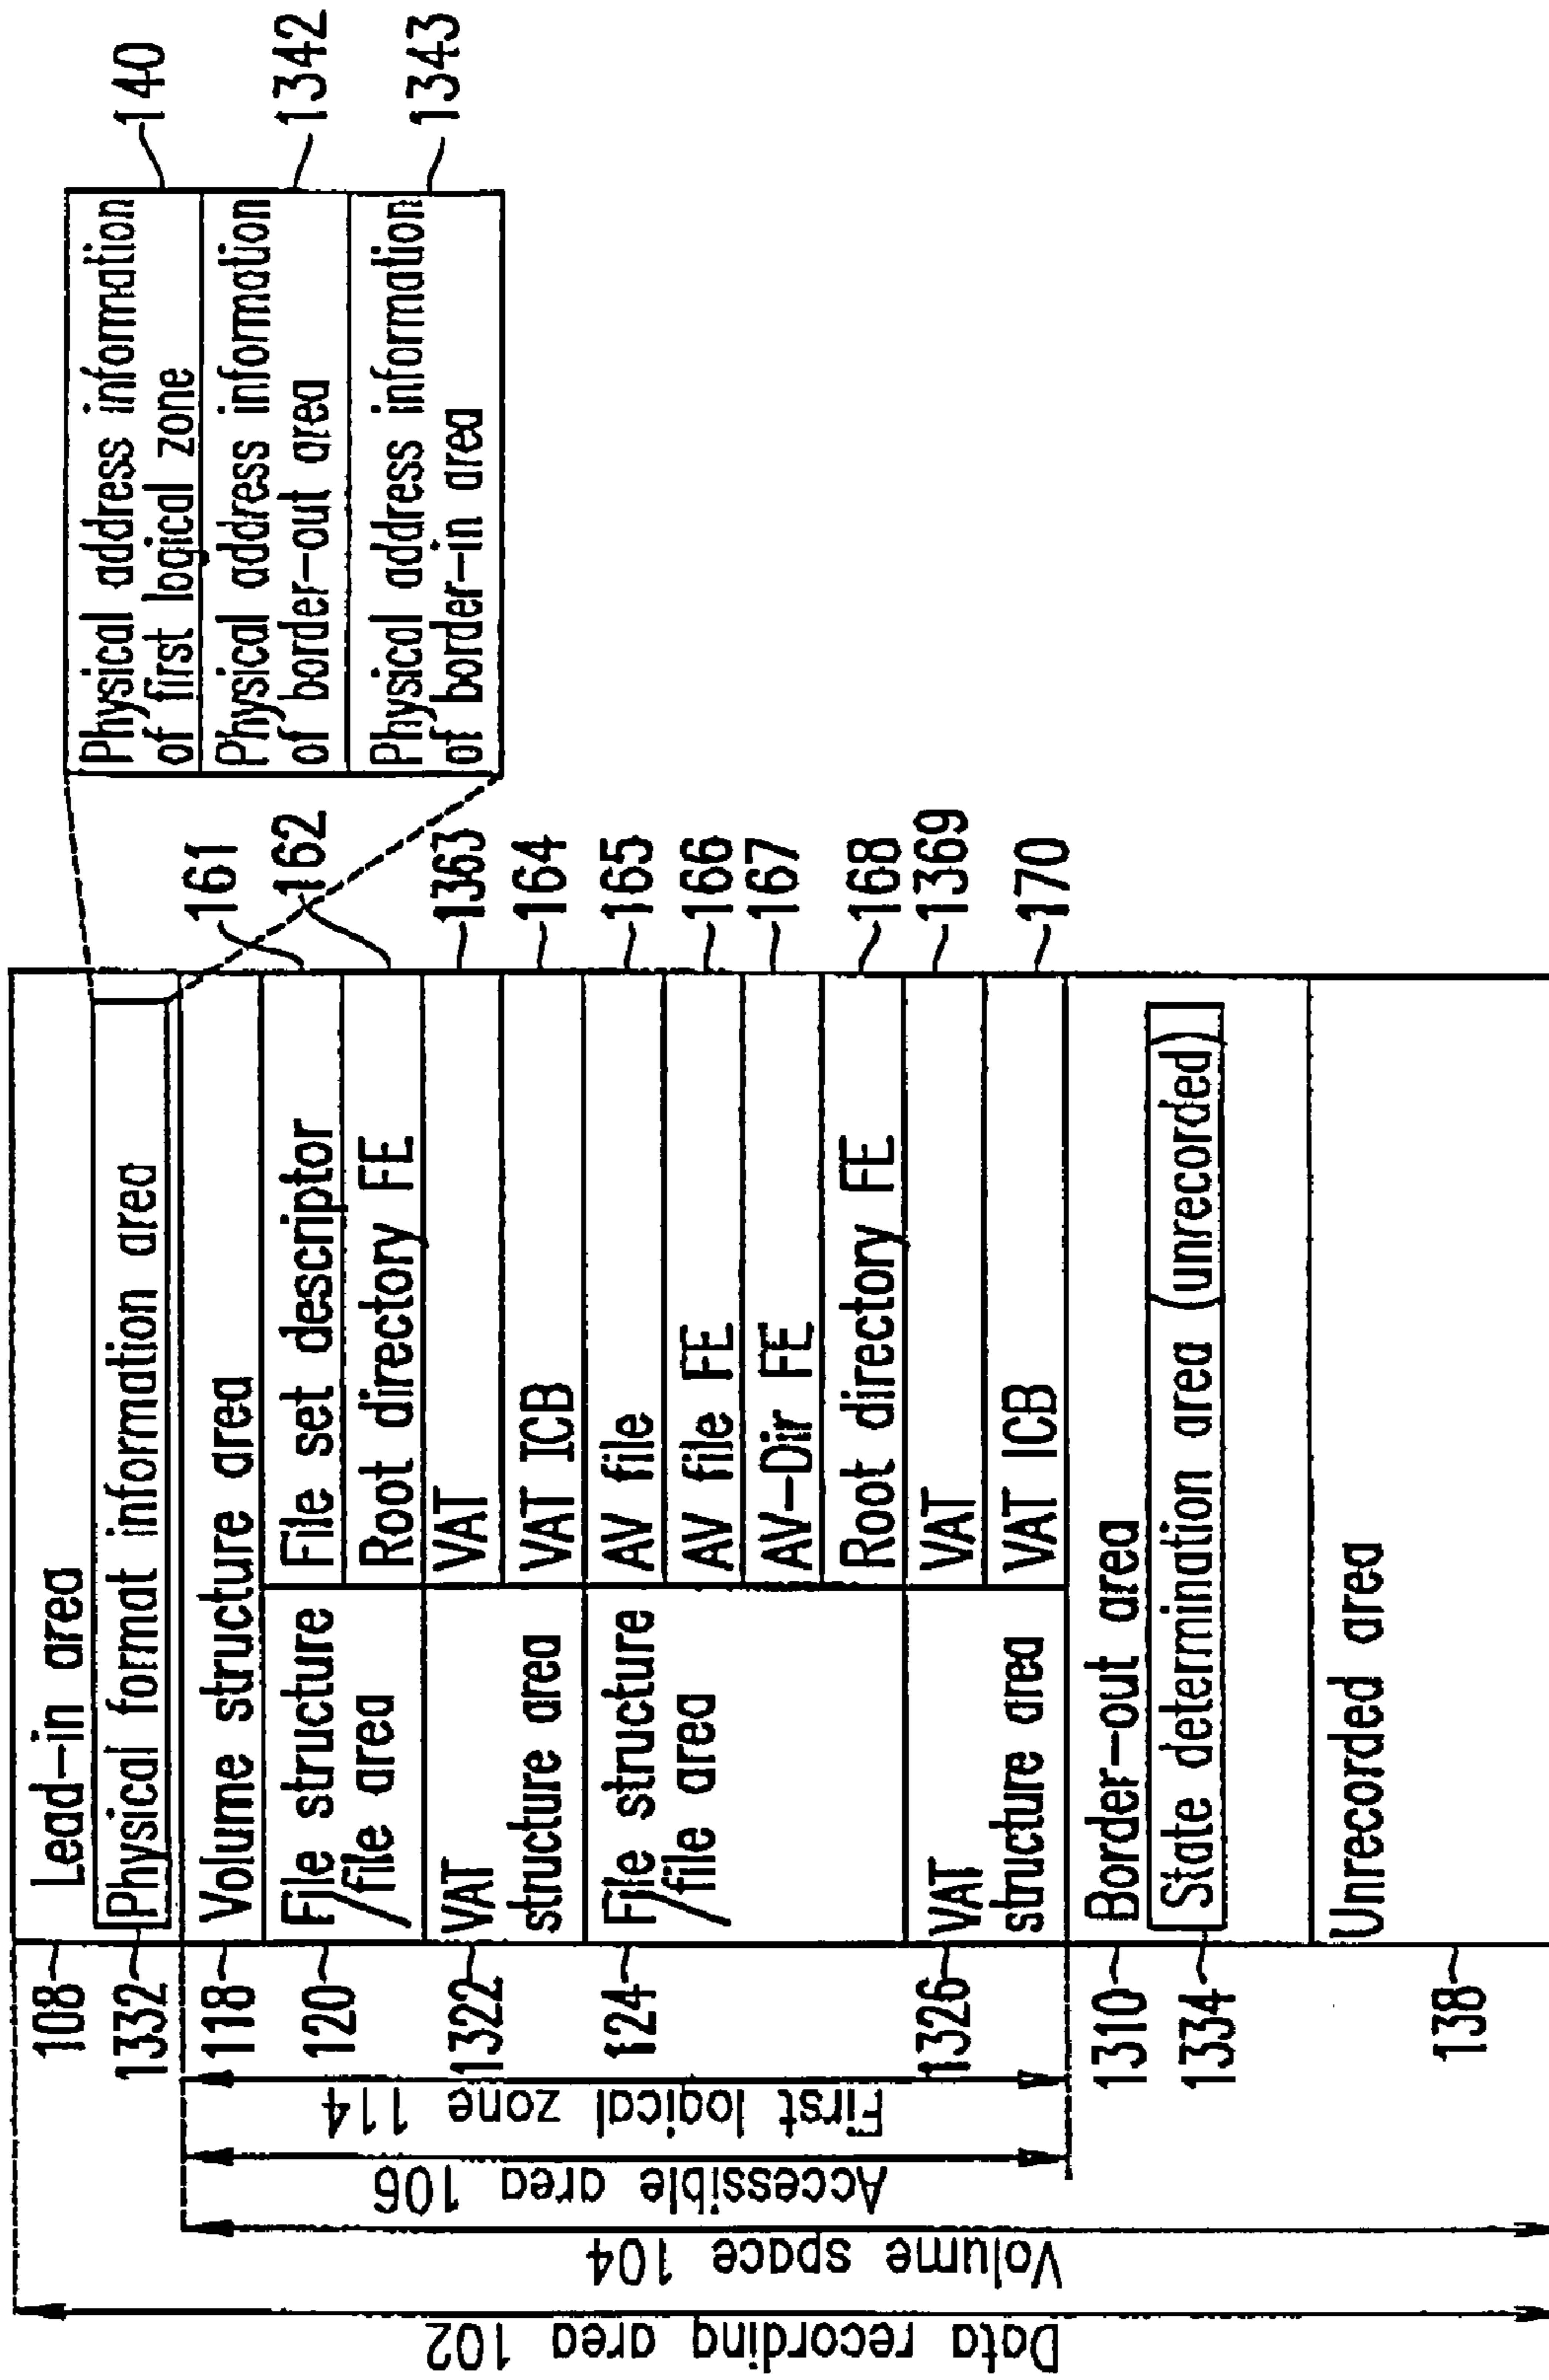 Lead-in area
108
Physical format information area
1332
Physical address information
of first logical zone
140
Physical address information
of border-out area
1342
Physical address information
of border-in area
1343
118
Volume structure area
120
File structure
/file area
File set descriptor
161
Root directory FE
162
1322
VAT
structure area
VAT
1363
VAT ICB
164
124
File structure
/file area
AV file
165
AV file FE
166
AV-Dir FE
167
Root directory FE
168
1326
VAT
structure area
VAT
1369
VAT ICB
170
1310
Border-out area
1334
State determination area (unrecorded)
138
Unrecorded area
First logical zone 114
Accessible area 106
Volume space 104
Data recording area 102